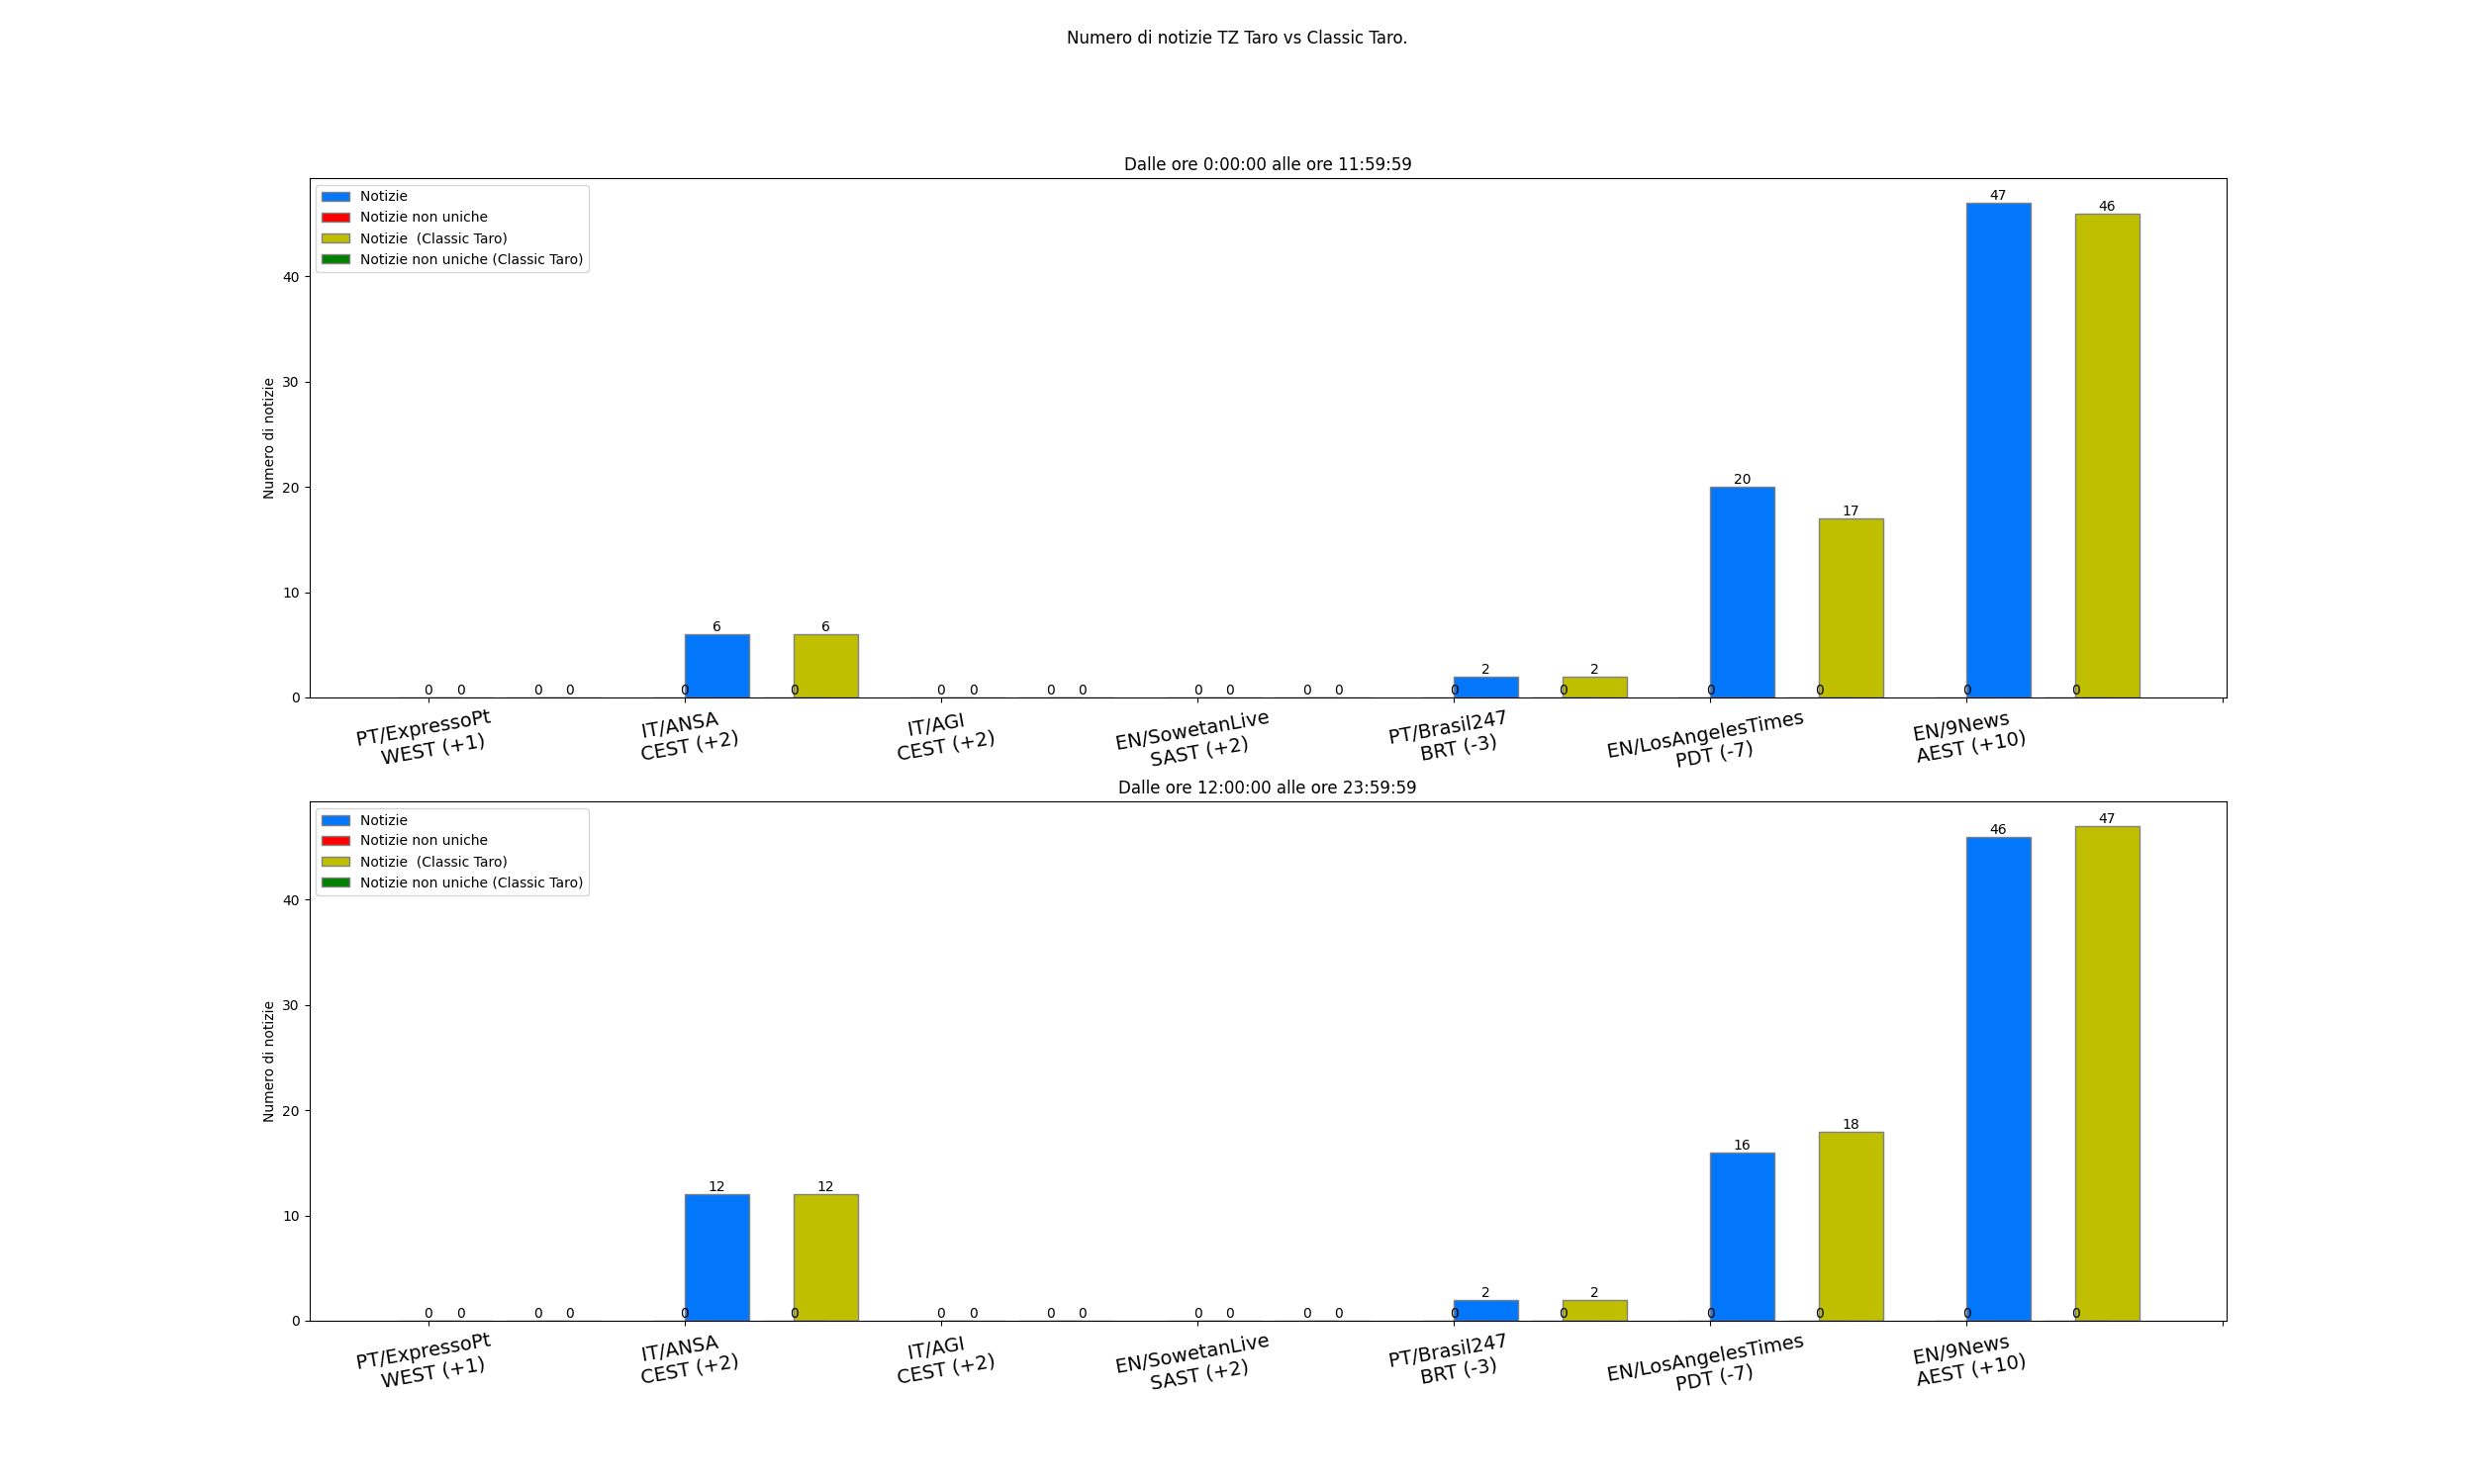 Numero di notizie TZ Taro vs Classic Taro.
Dalle ore 0:00:00 alle ore 11:59:59
Notizie
Notizie non uniche
Notizie  (Classic Taro)
Notizie non uniche (Classic Taro)
Numero di notizie
40
30
20
10
0
47
46
20
17
6
6
2
2
0 0 0 0 0 0 0 0 0 0 0 0 0 0 0 0 0 0 0 0
PT/ExpressoPt
WEST (+1)
IT/ANSA
CEST (+2)
IT/AGI
CEST (+2)
EN/SowetanLive
SAST (+2)
PT/Brasil247
BRT (-3)
EN/LosAngelesTimes
PDT (-7)
EN/9News
AEST (+10)
Dalle ore 12:00:00 alle ore 23:59:59
Notizie
Notizie non uniche
Notizie  (Classic Taro)
Notizie non uniche (Classic Taro)
Numero di notizie
40
30
20
10
0
46
47
16
18
12
12
2
2
0 0 0 0 0 0 0 0 0 0 0 0 0 0 0 0 0 0 0 0
PT/ExpressoPt
WEST (+1)
IT/ANSA
CEST (+2)
IT/AGI
CEST (+2)
EN/SowetanLive
SAST (+2)
PT/Brasil247
BRT (-3)
EN/LosAngelesTimes
PDT (-7)
EN/9News
AEST (+10)